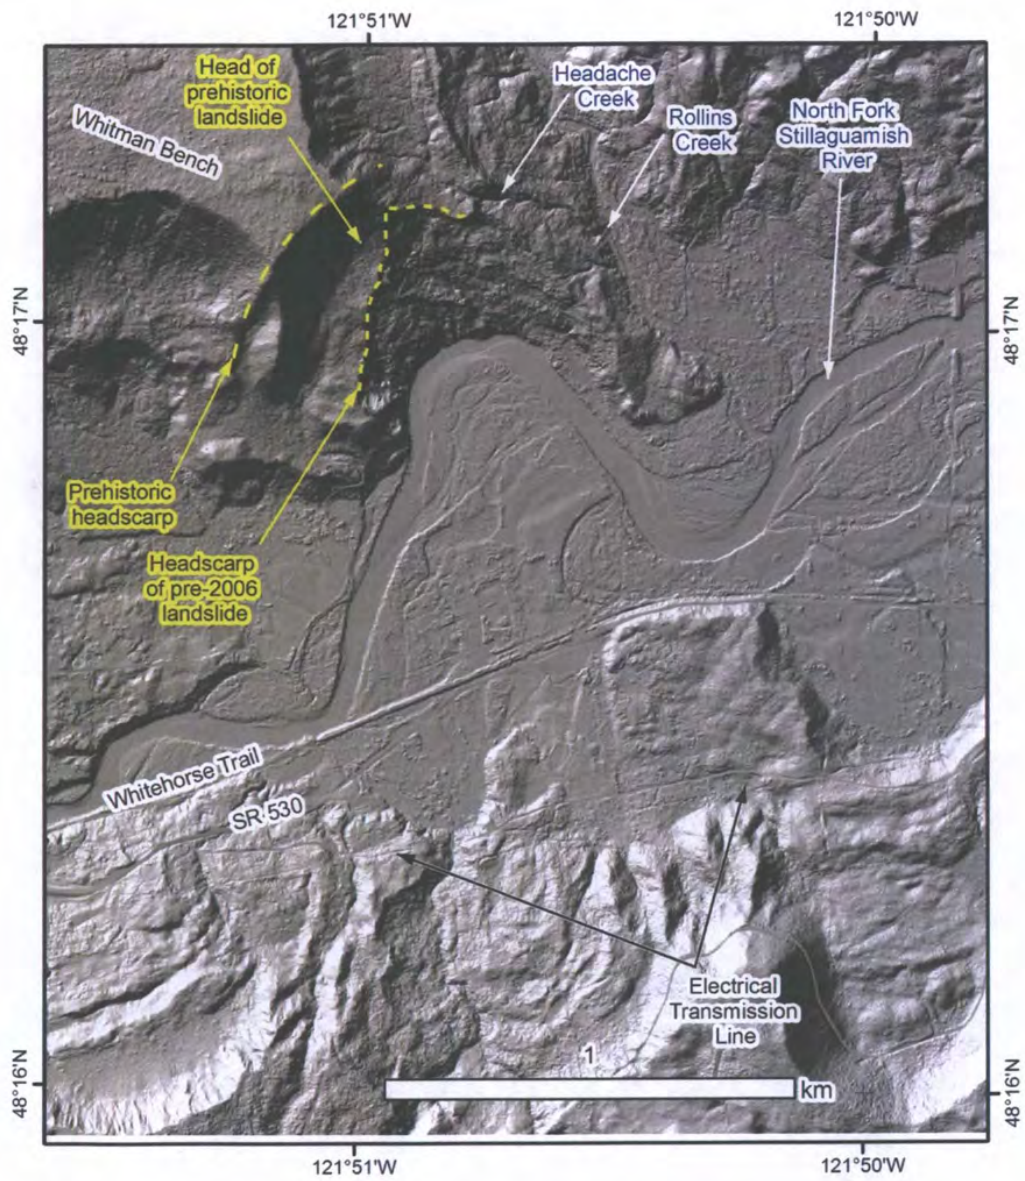 121°51'W
121°50'W
Head of
prehistoric
landslide
Headache
Creek
Rollins
Creek
North Fork
Stillaguamish
River
Whitman Bench
48°17'N
48°17'N
Prehistoric
headscarp
Headscarp
of pre-2006
landslide
Whitehorse Trail
SR 530
Electrical
Transmission
Line
1
km
48°16'N
48°16'N
121°51'W
121°50'W